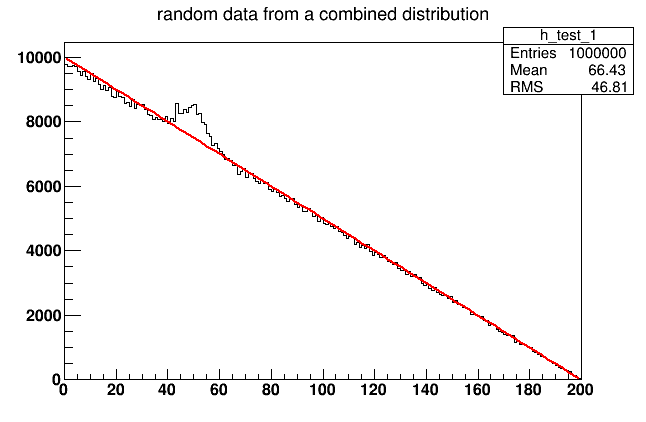 random data from a combined distribution
h_test_1
Entries 1000000
Mean 66.43
RMS 46.81
10000
8000
6000
4000
2000
0
0 20 40 60 80 100 120 140 160 180 200